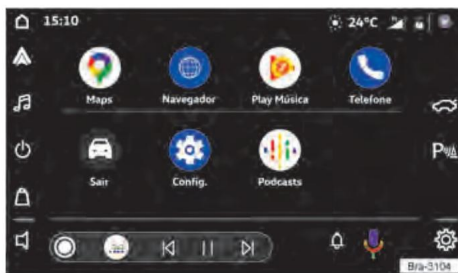 15:10
24°C
Maps
Navegador
Play Música
Telefone
P
Sair
Config.
Podcasts
Bra-3104